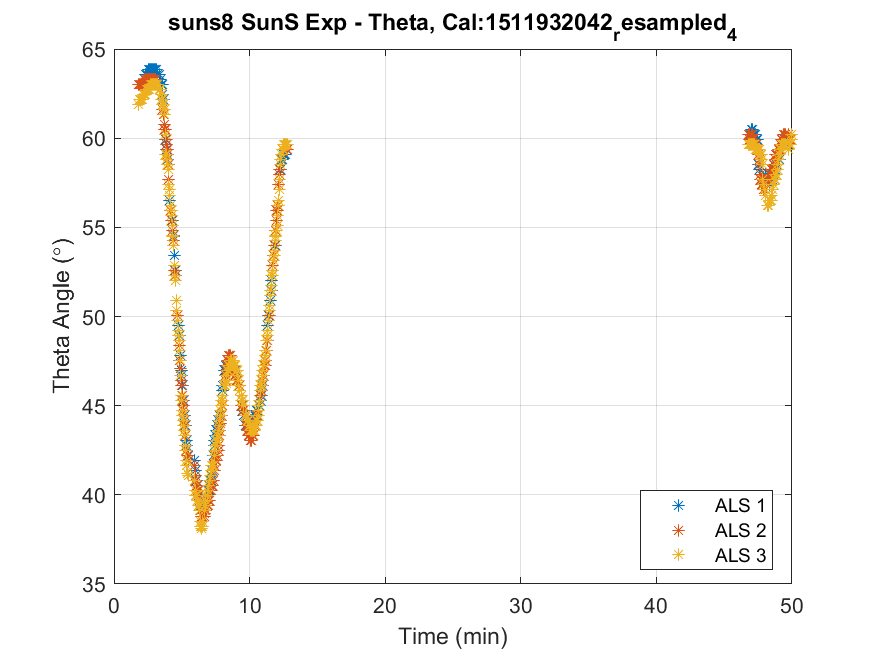 suns8 SunS Exp - Theta, Cal:1511932042resampled4
Theta Angle (°)
65
60
55
50
45
40
35
0 10 20 30 40 50
Time (min)
ALS 1
ALS 2
ALS 3